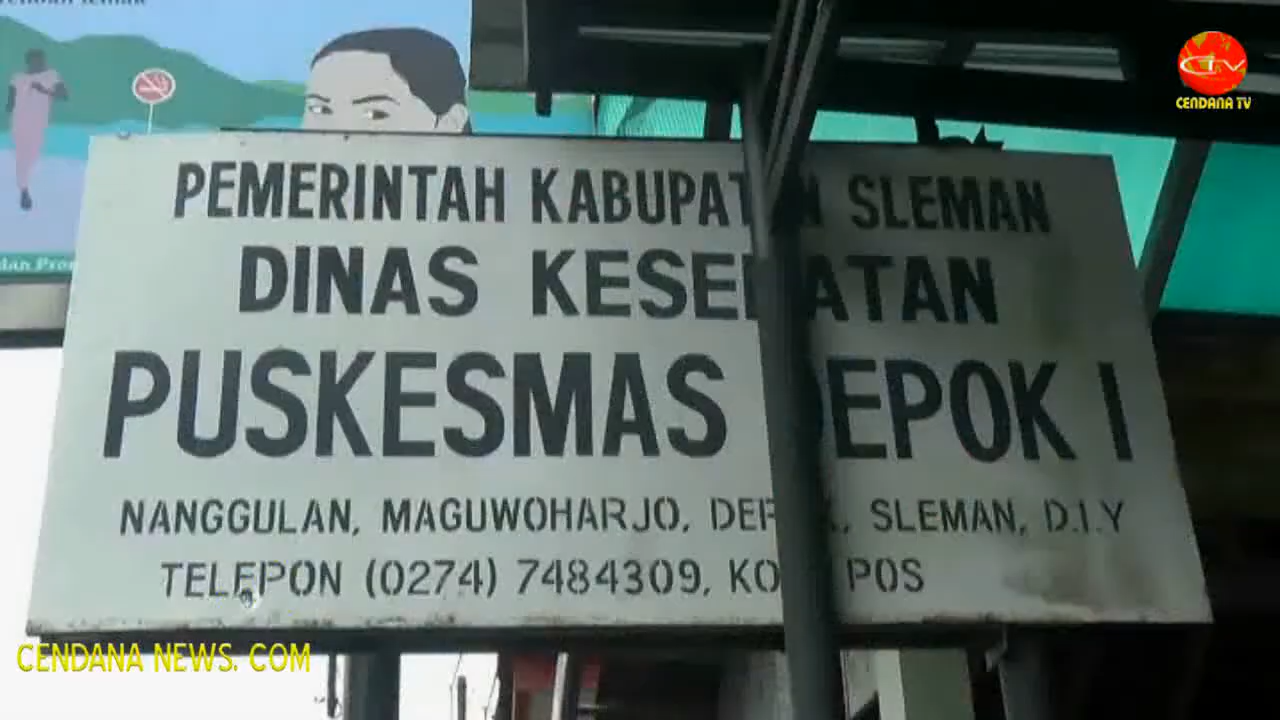 PEMERINTAH KABUPATEN SLEMAN
DINAS KESEHATAN
PUSKESMAS DEPOK I
NANGGULAN, MAGUWOHARJO, DEPOK, SLEMAN, D.I.Y
TELEPON (0274) 7484309, KODE POS
CTV
CENDANA TV
CENDANA NEWS. COM